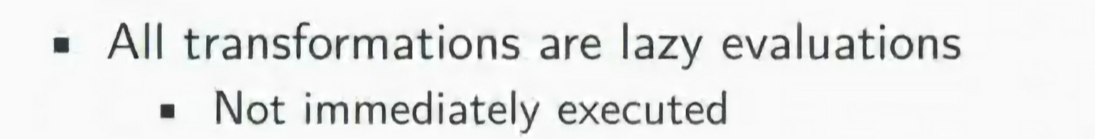 ▪ All transformations are lazy evaluations
▪ Not immediately executed